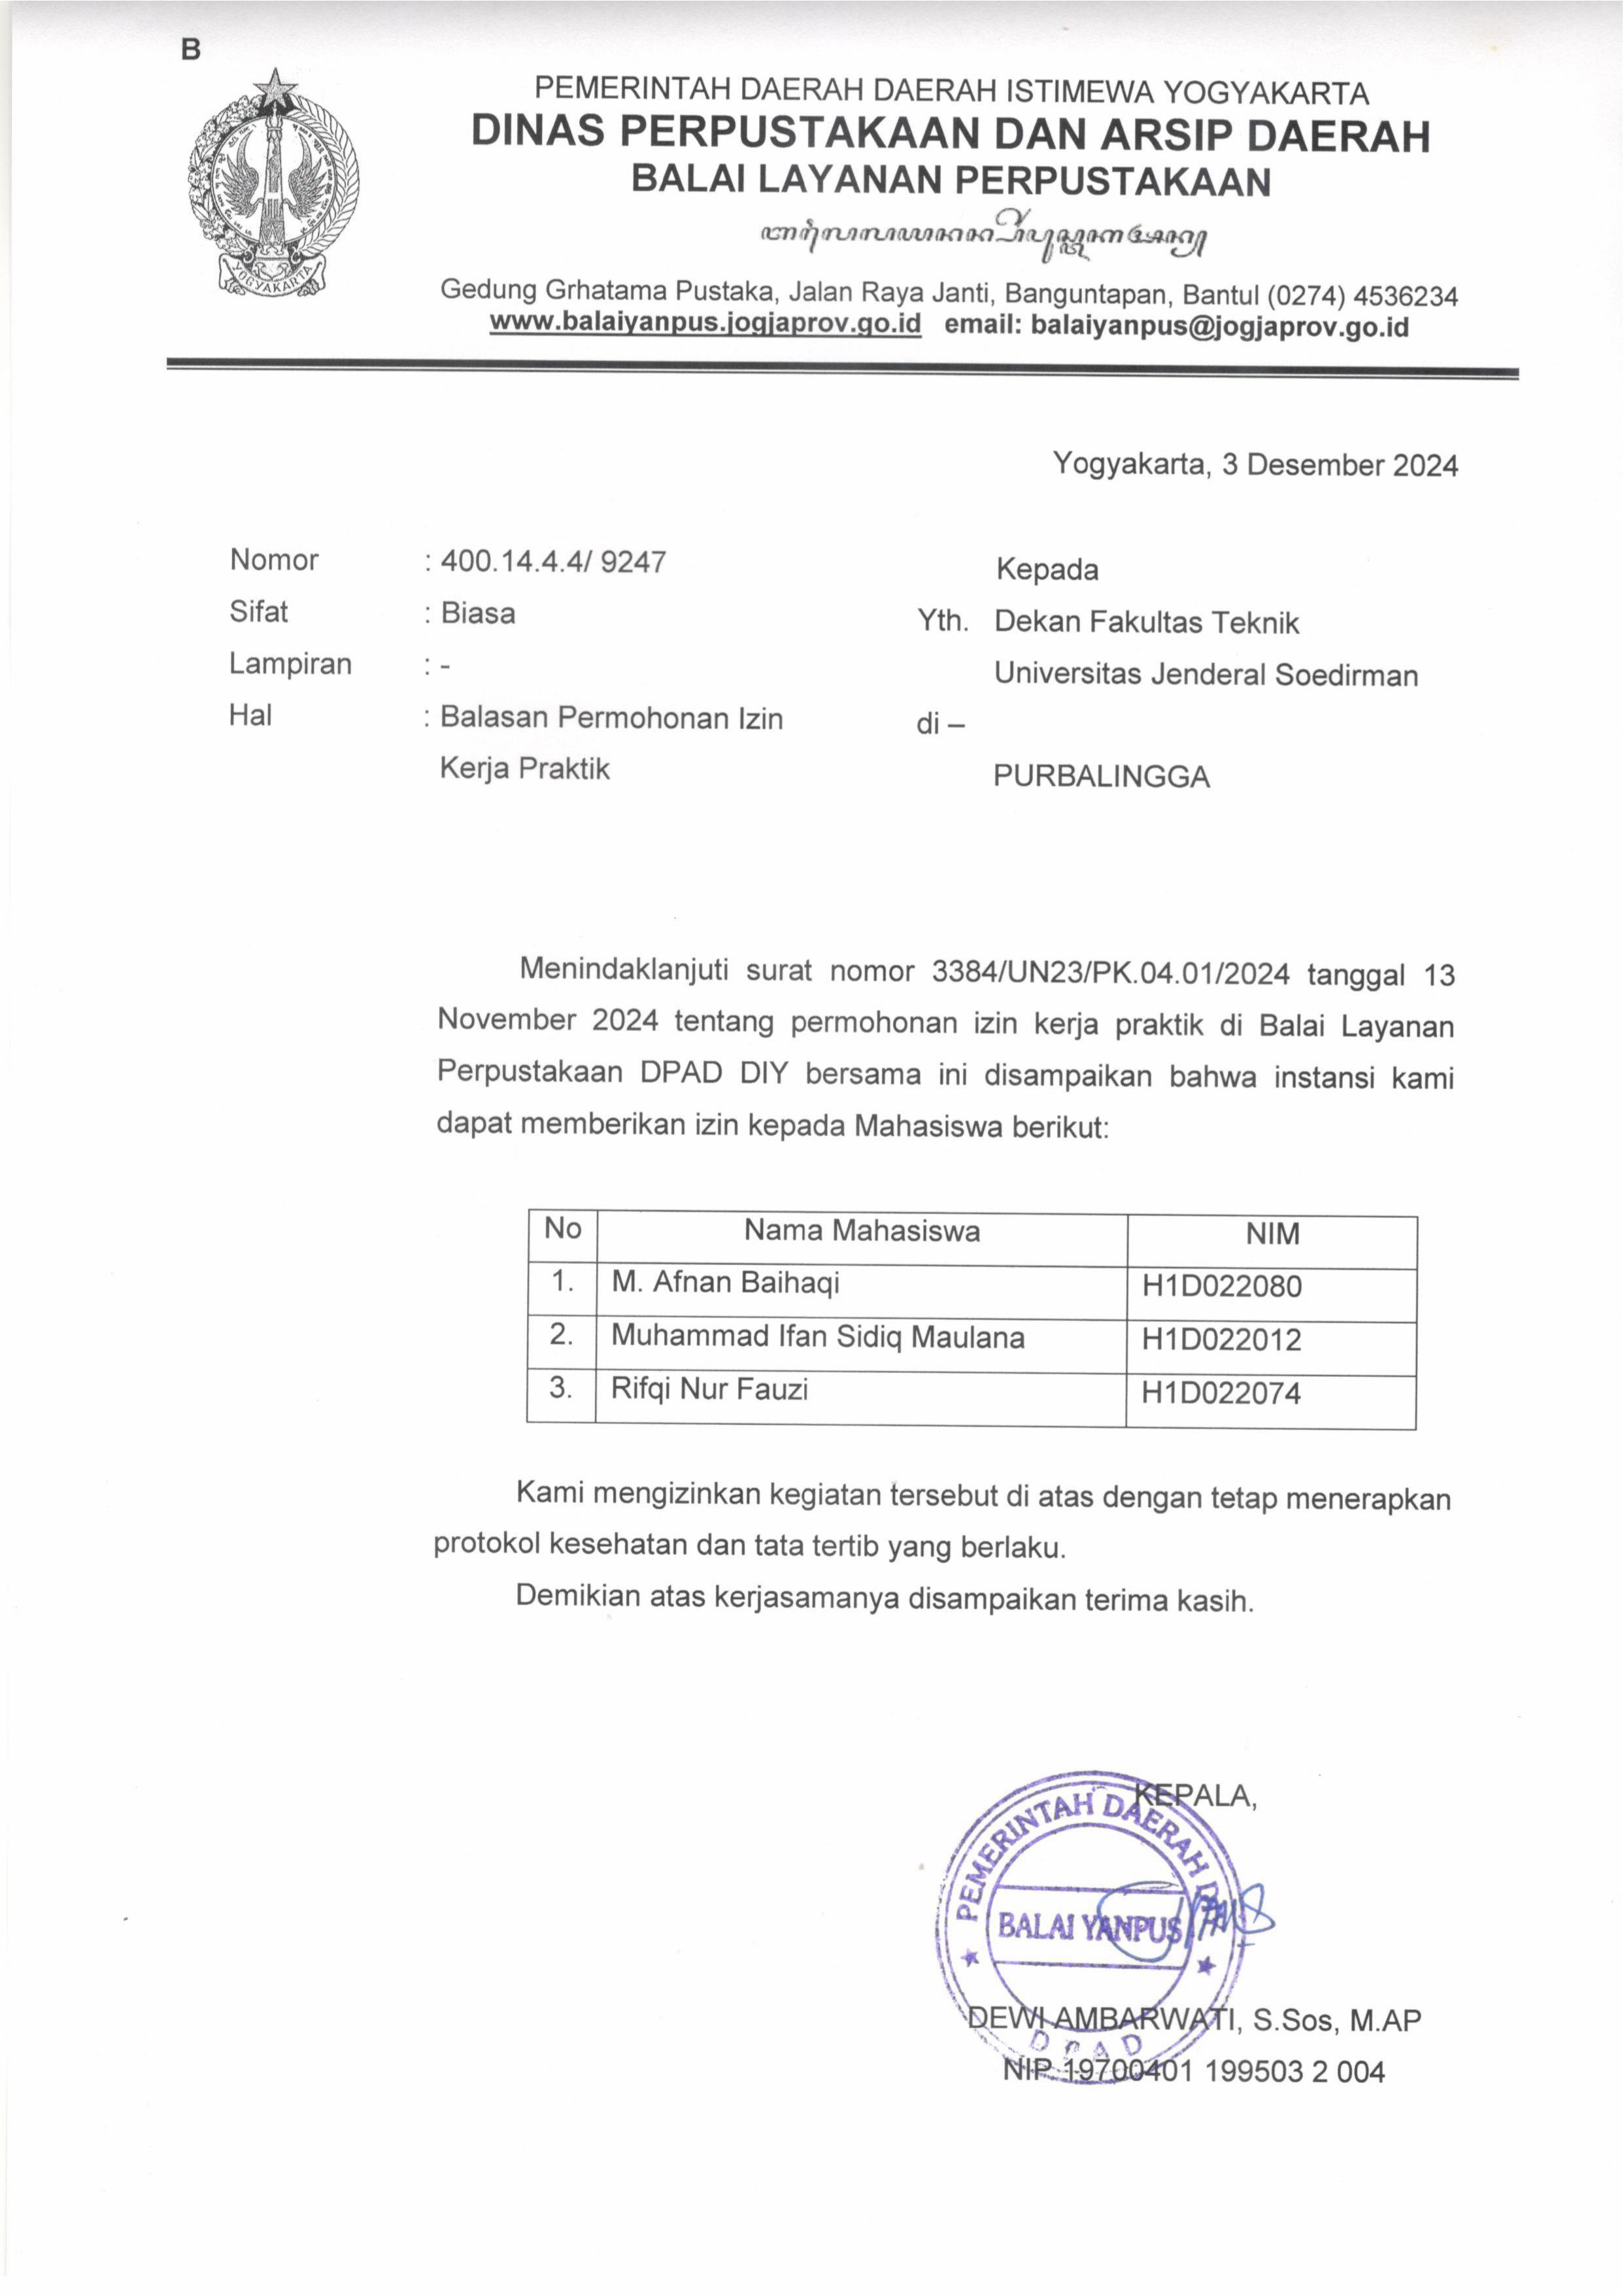 B
PEMERINTAH DAERAH DAERAH ISTIMEWA YOGYAKARTA
DINAS PERPUSTAKAAN DAN ARSIP DAERAH
BALAI LAYANAN PERPUSTAKAAN
YOGYAKARTA
Gedung Grhatama Pustaka, Jalan Raya Janti, Banguntapan, Bantul (0274) 4536234
www.balaiyanpus.jogjaprov.go.id email: balaiyanpus@jogjaprov.go.id
Yogyakarta, 3 Desember 2024
Nomor : 400.14.4.4/ 9247
Sifat : Biasa
Lampiran : -
Hal : Balasan Permohonan Izin
Kerja Praktik
Kepada
Yth. Dekan Fakultas Teknik
Universitas Jenderal Soedirman
di –
PURBALINGGA
Menindaklanjuti surat nomor 3384/UN23/PK.04.01/2024 tanggal 13
November 2024 tentang permohonan izin kerja praktik di Balai Layanan
Perpustakaan DPAD DIY bersama ini disampaikan bahwa instansi kami
dapat memberikan izin kepada Mahasiswa berikut:
No Nama Mahasiswa NIM
1. M. Afnan Baihaqi H1D022080
2. Muhammad Ifan Sidiq Maulana H1D022012
3. Rifqi Nur Fauzi H1D022074
Kami mengizinkan kegiatan tersebut di atas dengan tetap menerapkan
protokol kesehatan dan tata tertib yang berlaku.
Demikian atas kerjasamanya disampaikan terima kasih.
KEPALA,
PEMERINTAH DAERAH
BALAI YANPUS
DPAD
DEWI AMBARWATI, S.Sos, M.AP
NIP 19700401 199503 2 004